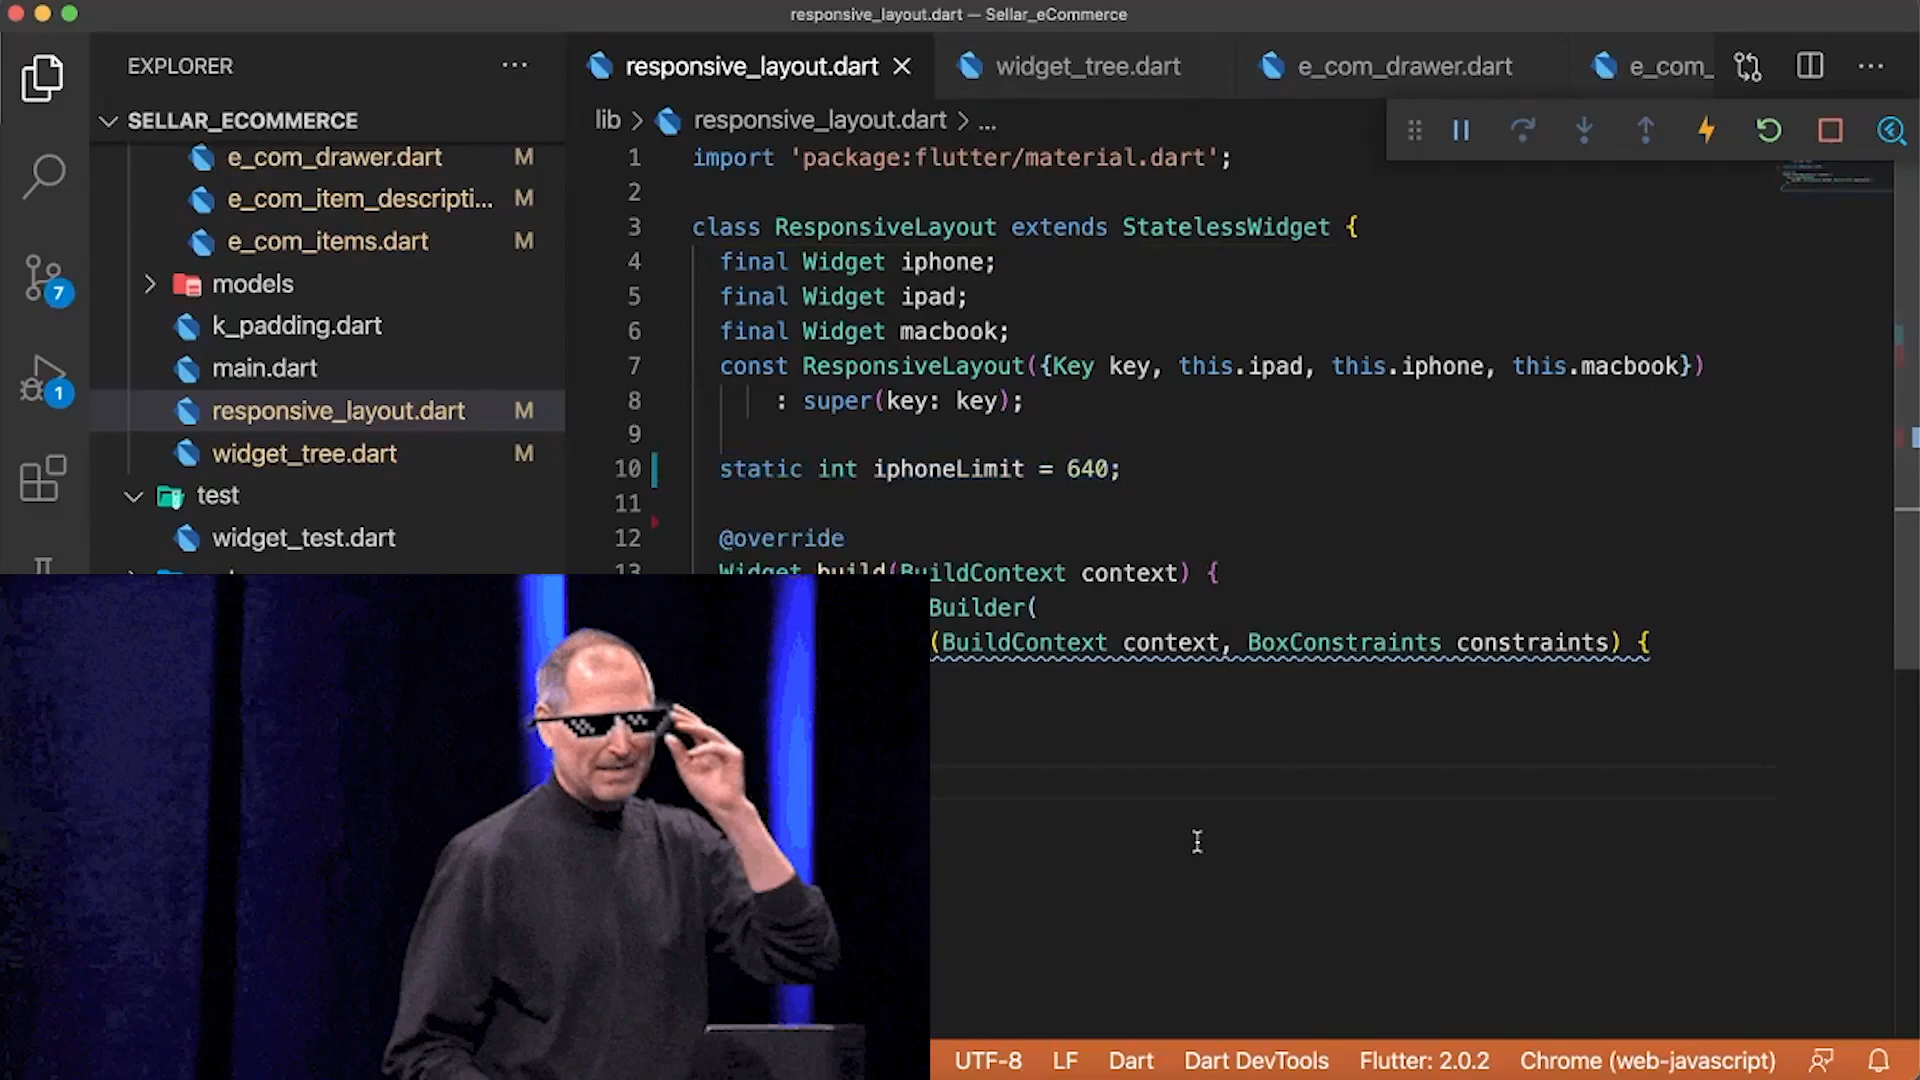 responsive_layout.dart — Sellar_eCommerce
EXPLORER
responsive_layout.dart
widget_tree.dart
e_com_drawer.dart
e_com_
SELLAR_ECOMMERCE
lib > responsive_layout.dart > ...
e_com_drawer.dart M
e_com_item_descripti... M
e_com_items.dart M
models
k_padding.dart
main.dart
responsive_layout.dart M
widget_tree.dart M
test
widget_test.dart
7
1
1 import 'package:flutter/material.dart';
2
3 class ResponsiveLayout extends StatelessWidget {
4 final Widget iphone;
5 final Widget ipad;
6 final Widget macbook;
7 const ResponsiveLayout({Key key, this.ipad, this.iphone, this.macbook})
8 : super(key: key);
9
10 static int iphoneLimit = 640;
11
12 @override
13 Widget build(BuildContext context) {
Builder(
(BuildContext context, BoxConstraints constraints) {
UTF-8 LF Dart Dart DevTools Flutter: 2.0.2 Chrome (web-javascript)